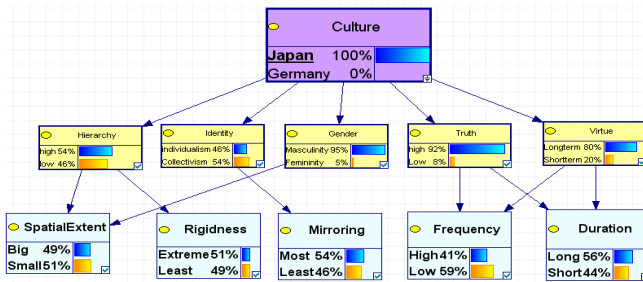 Culture
Japan 100%
Germany 0%
Hierarchy
high 54%
low 46%
Identity
individualism 46%
Collectivism 54%
Gender
Masculinity 95%
Femininity 5%
Truth
high 92%
Low 8%
Virtue
Longterm 80%
Shortterm 20%
SpatialExtent
Big 49%
Small 51%
Rigidness
Extreme 51%
Least 49%
Mirroring
Most 54%
Least 46%
Frequency
High 41%
Low 59%
Duration
Long 56%
Short 44%